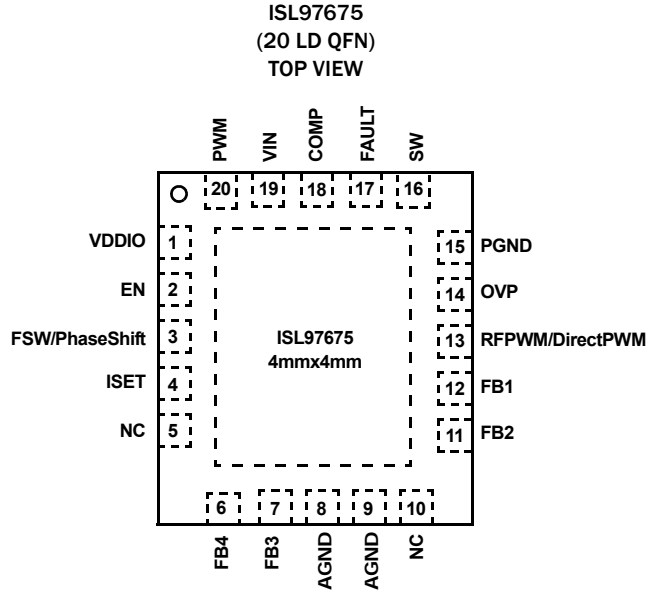 ISL97675
(20 LD QFN)
TOP VIEW
PWM
VIN
COMP
FAULT
SW
20
19
18
17
16
VDDIO 1
EN 2
FSW/PhaseShift 3
ISET 4
NC 5
ISL97675
4mmx4mm
15 PGND
14 OVP
13 RFPWM/DirectPWM
12 FB1
11 FB2
6
7
8
9
10
FB4
FB3
AGND
AGND
NC